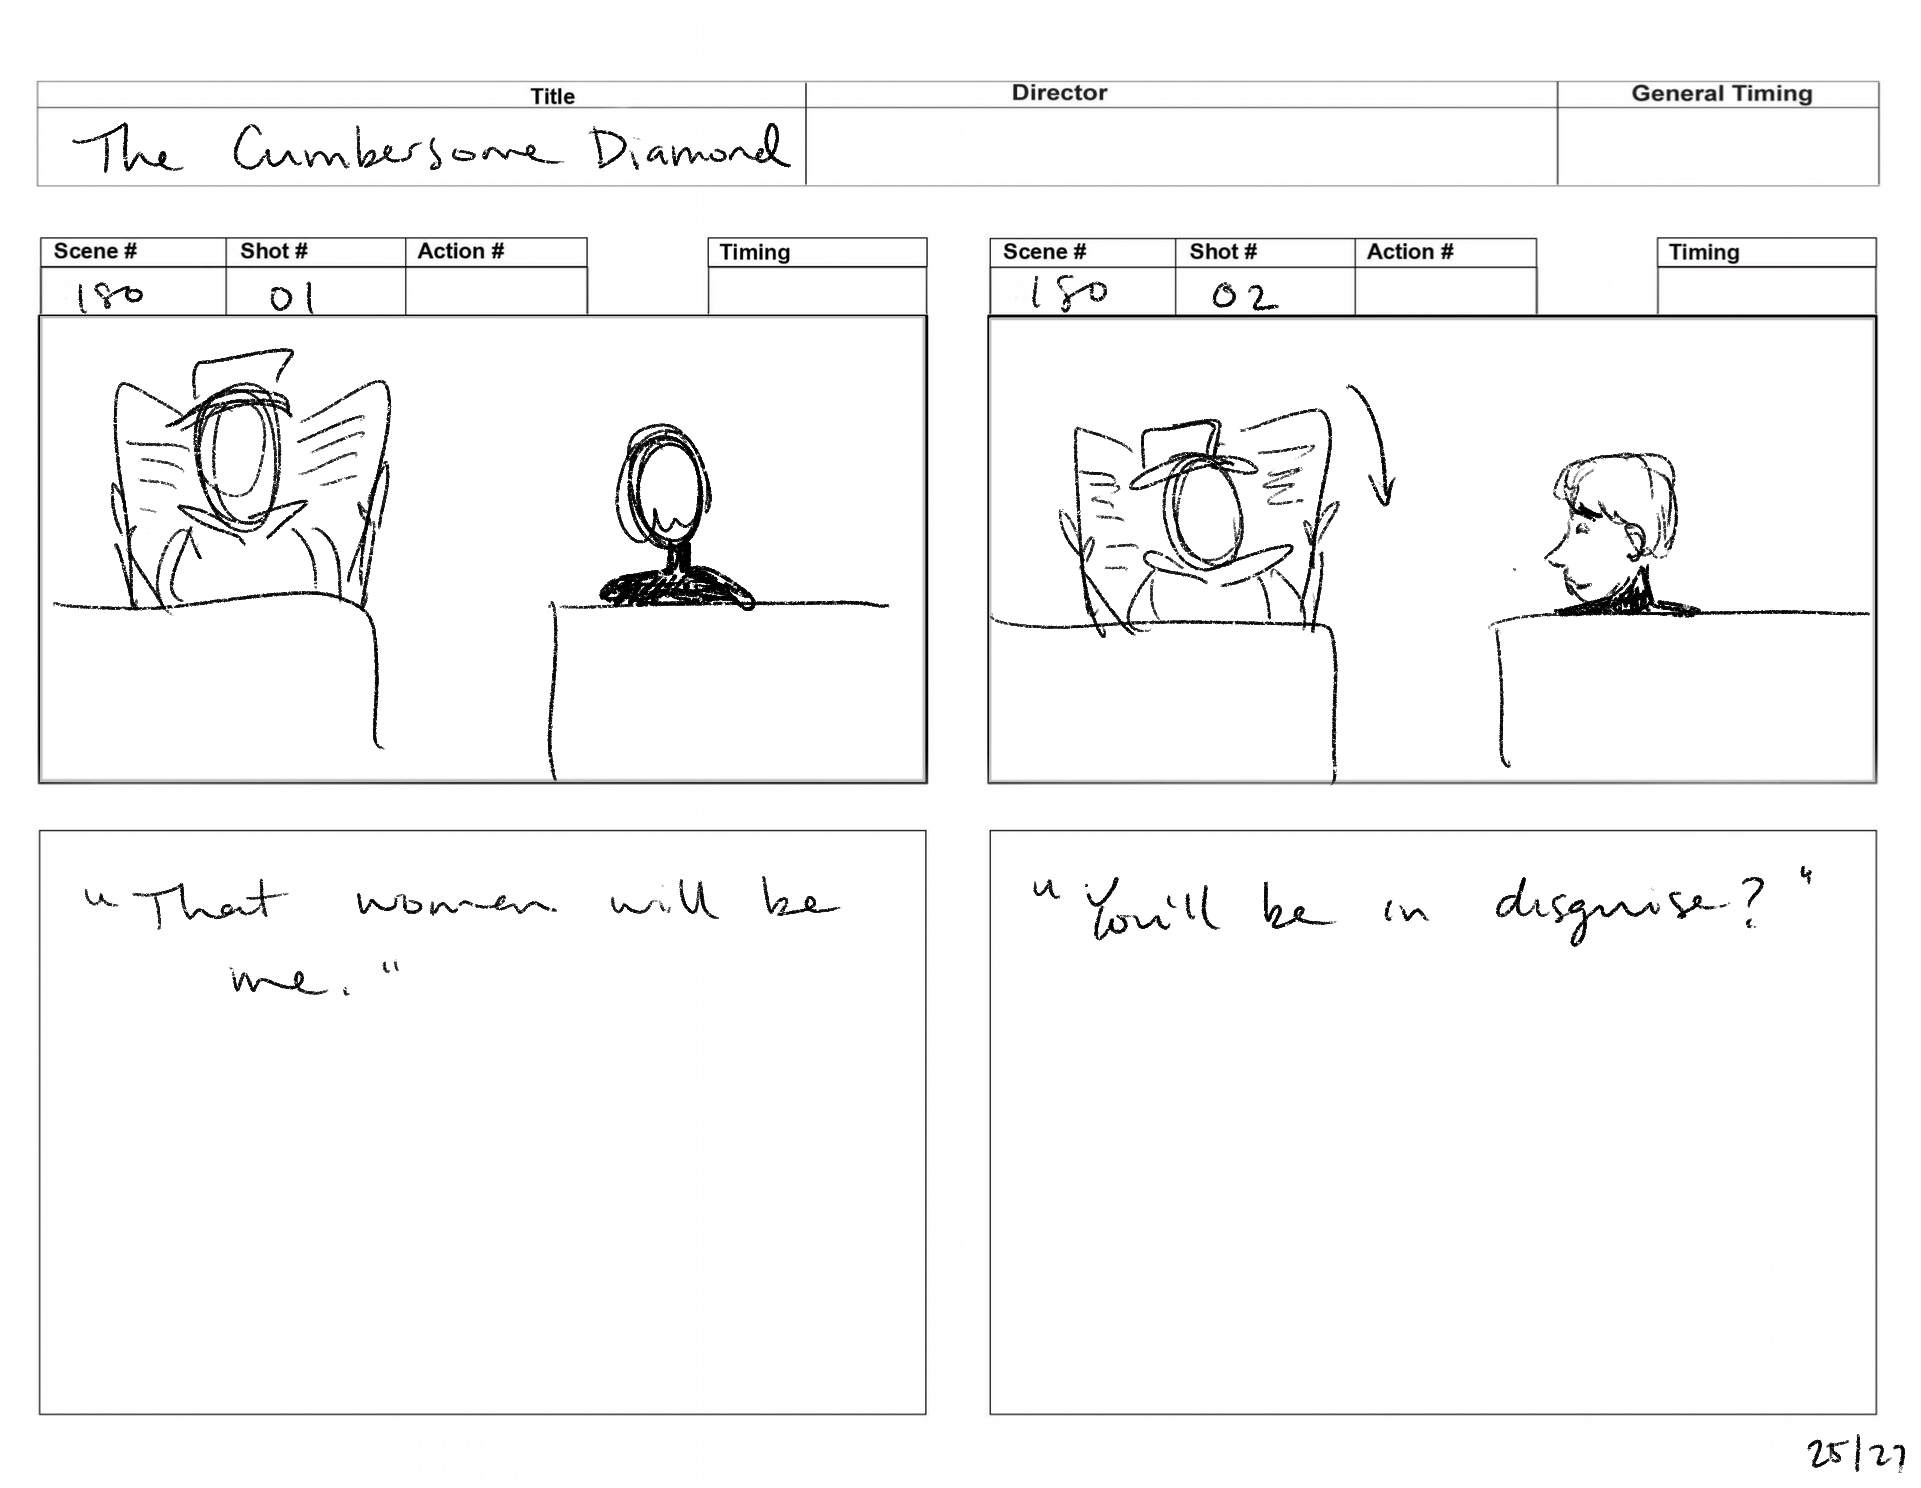 Title
Director
General Timing
The Cumbersome Diamond
Scene #
Shot #
Action #
Timing
180
01
Scene #
Shot #
Action #
Timing
180
02
"That women will be
me."
"You'll be in disguise?"
25/27